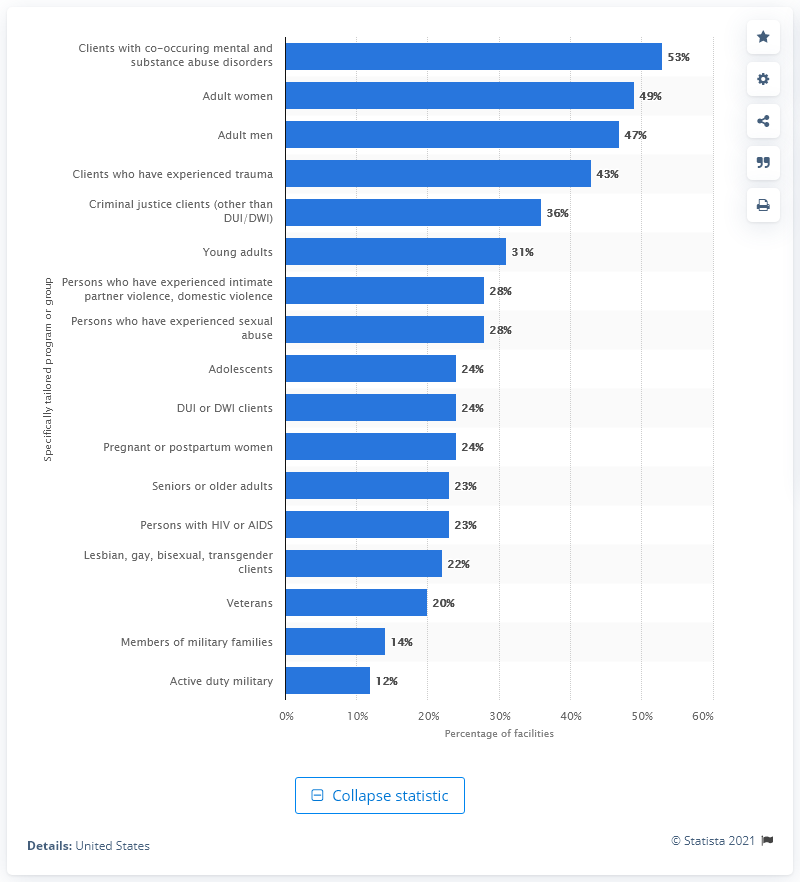 Clients with co-occuring mental and
substance abuse disorders
53%
Adult women
49%
Adult men
47%
Clients who have experienced trauma
43%
Criminal justice clients (other than
DUI/DWI)
36%
Young adults
31%
Specifically tailored program or group
Persons who have experienced intimate
partner violence, domestic violence
28%
Persons who have experienced sexual
abuse
28%
Adolescents
24%
DUI or DWI clients
24%
Pregnant or postpartum women
24%
Seniors or older adults
23%
Persons with HIV or AIDS
23%
Lesbian, gay, bisexual, transgender
clients
22%
Veterans
20%
Members of military families
14%
Active duty military
12%
0% 10% 20% 30% 40% 50% 60%
Percentage of facilities
Collapse statistic
Details: United States
© Statista 2021